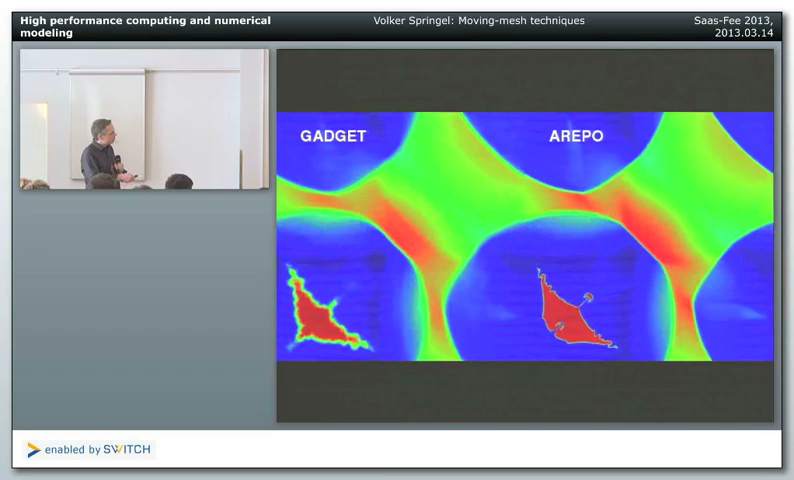 High performance computing and numerical
modeling
Volker Springel: Moving-mesh techniques
Saas-Fee 2013,
2013.03.14
GADGET
AREPO
enabled by SWITCH